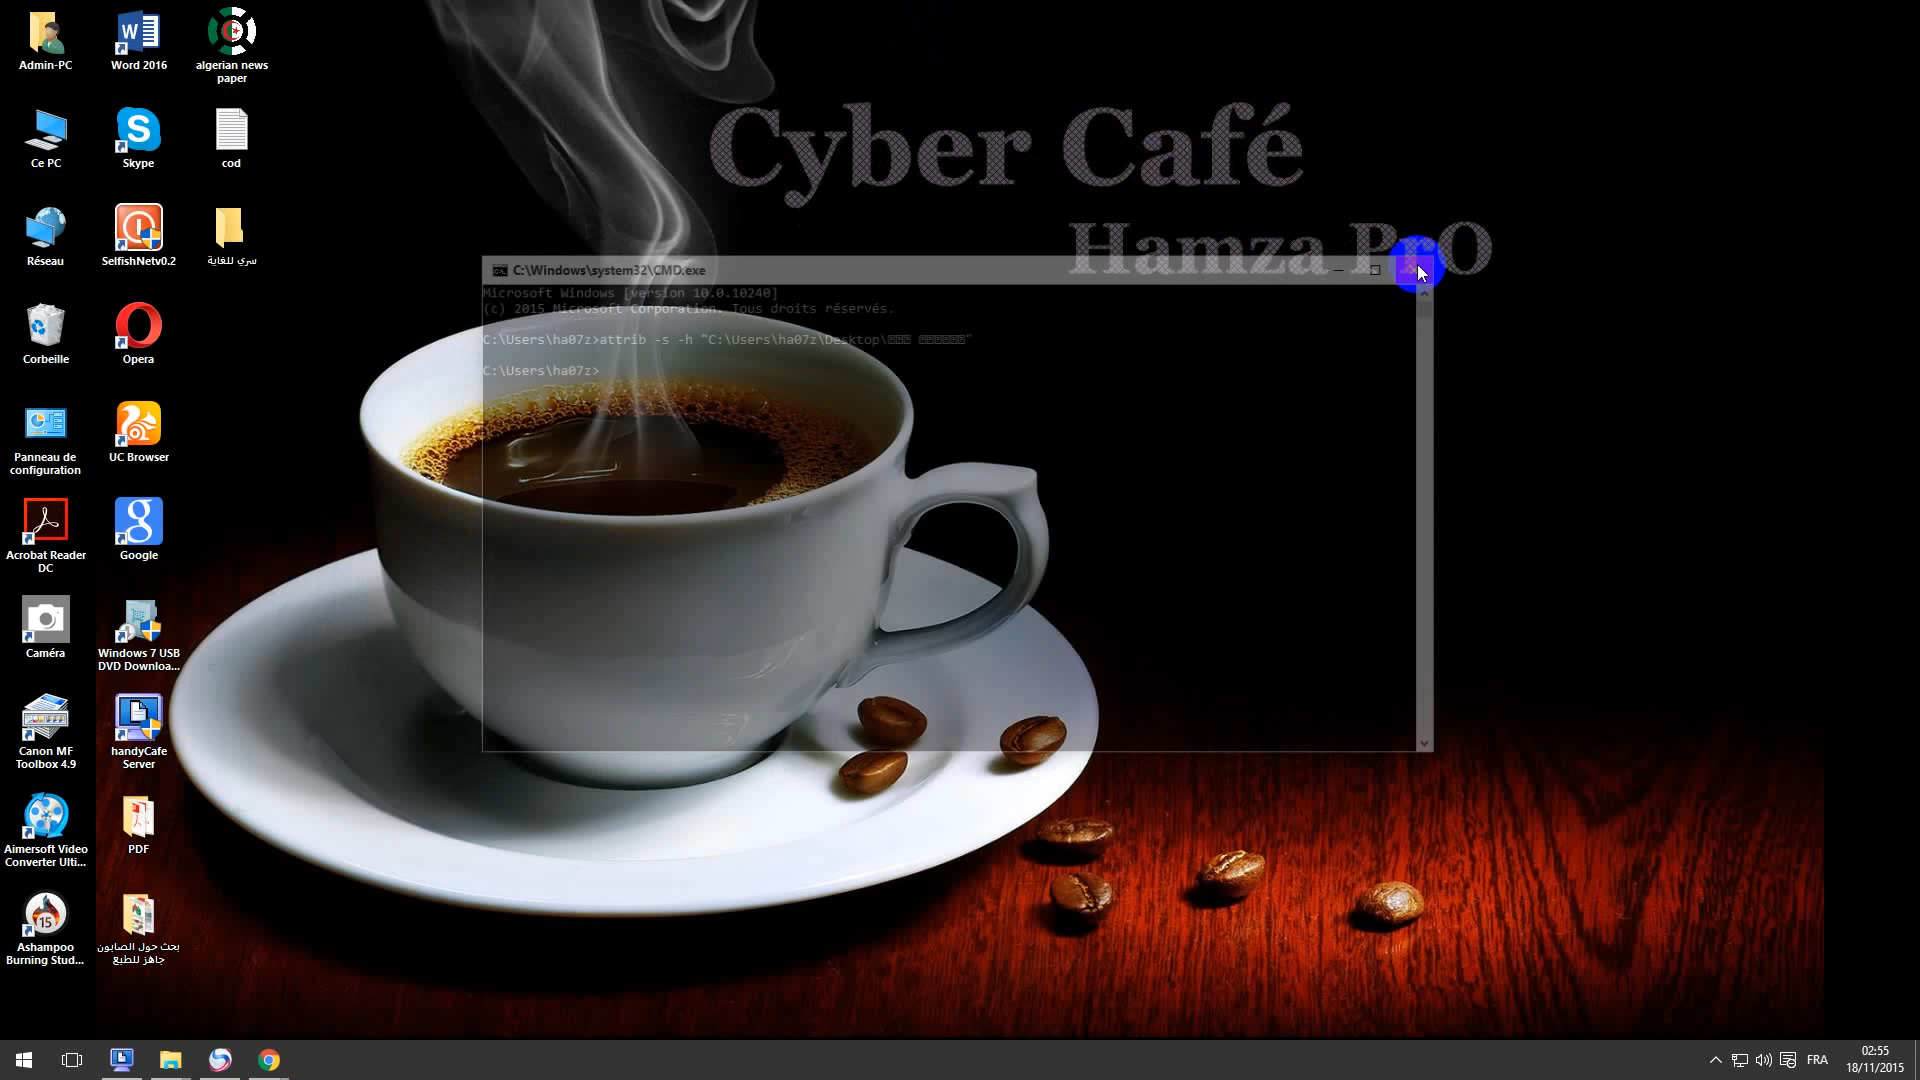 Admin-PC
Word 2016
algerian news
paper
Ce PC
Skype
cod
Réseau
SelfishNetv0.2
سري للغاية
Corbeille
Opera
Panneau de
configuration
UC Browser
Acrobat Reader
DC
Google
Caméra
Windows 7 USB
DVD Downloa...
Canon MF
Toolbox 4.9
handyCafe
Server
Aimersoft Video
Converter Ulti...
PDF
15
Ashampoo
Burning Stud...
بحث حول الصابون
جاهز للطبع
Cyber Café
Hamza PrO
C:\Windows\system32\CMD.exe
Microsoft Windows [version 10.0.10240]
(c) 2015 Microsoft Corporation. Tous droits réservés.
C:\Users\ha07z>attrib -s -h "C:\Users\ha07z\Desktop\
C:\Users\ha07z>
FRA
02:55
18/11/2015